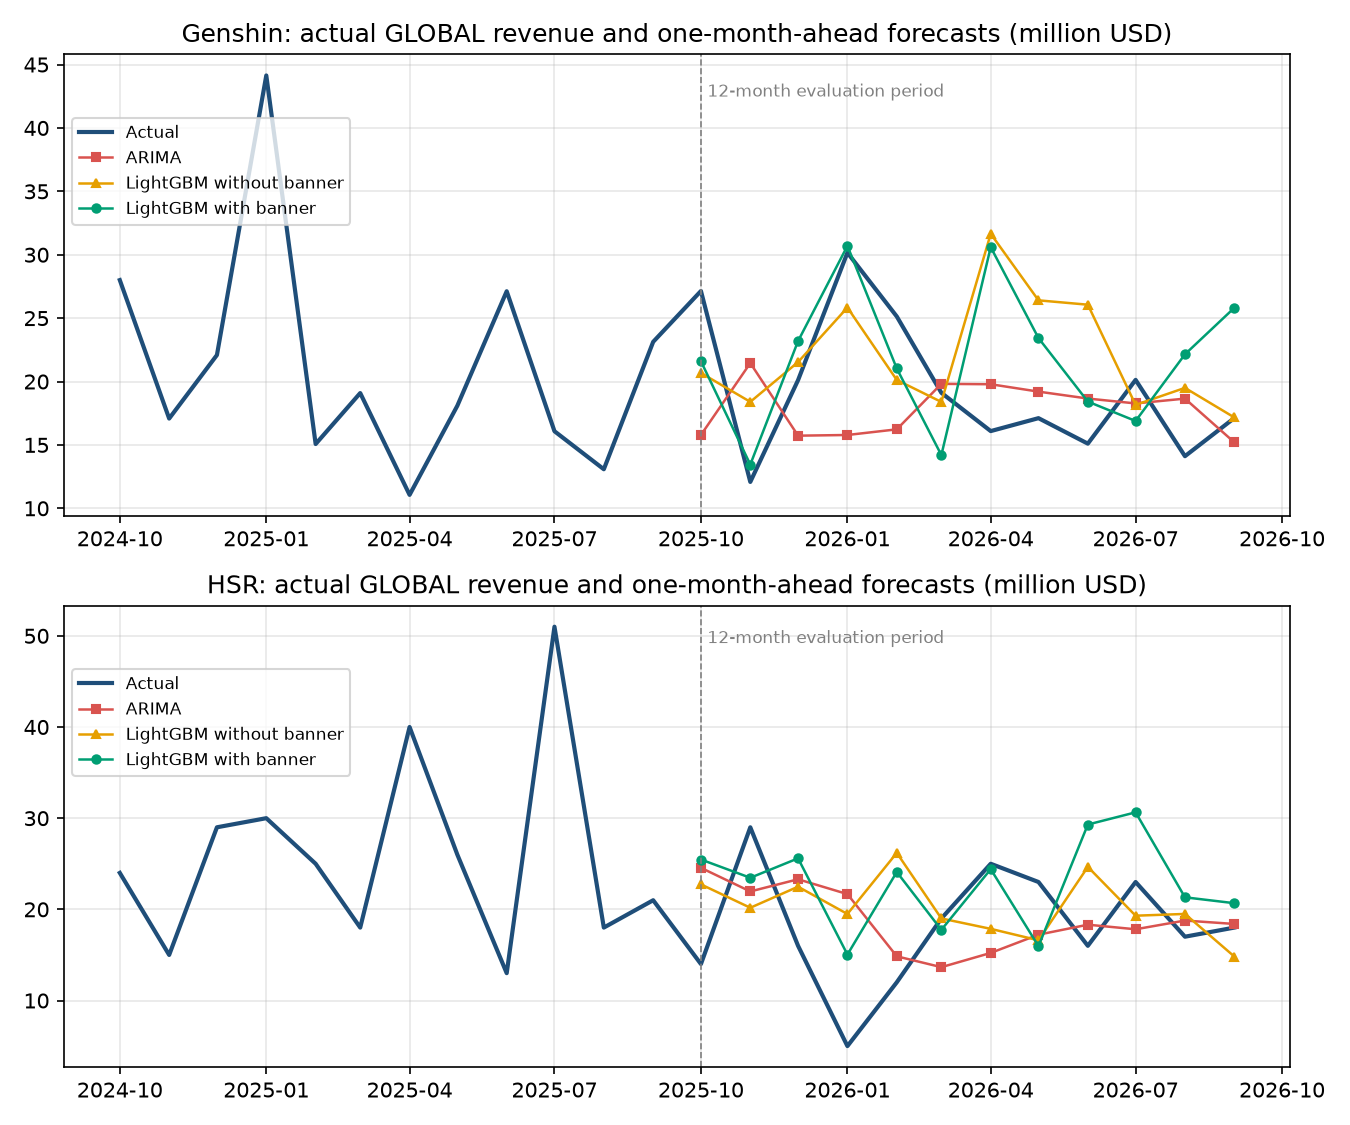 Genshin: actual GLOBAL revenue and one-month-ahead forecasts (million USD)
45
40
35
30
25
20
15
10
12-month evaluation period
Actual
ARIMA
LightGBM without banner
LightGBM with banner
2024-10 2025-01 2025-04 2025-07 2025-10 2026-01 2026-04 2026-07 2026-10
HSR: actual GLOBAL revenue and one-month-ahead forecasts (million USD)
50
40
30
20
10
12-month evaluation period
Actual
ARIMA
LightGBM without banner
LightGBM with banner
2024-10 2025-01 2025-04 2025-07 2025-10 2026-01 2026-04 2026-07 2026-10